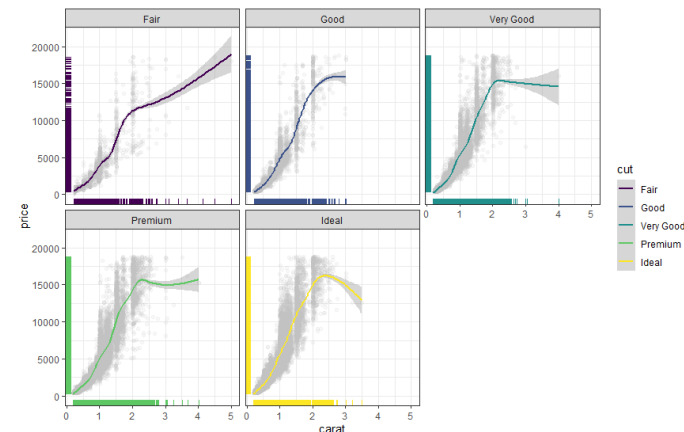 Fair
Good
Very Good
20000
15000
10000
5000
0
0 1 2 3 4 5
Premium
Ideal
20000
15000
10000
5000
0
0 1 2 3 4 5
0 1 2 3 4 5
price
carat
cut
Fair
Good
Very Good
Premium
Ideal